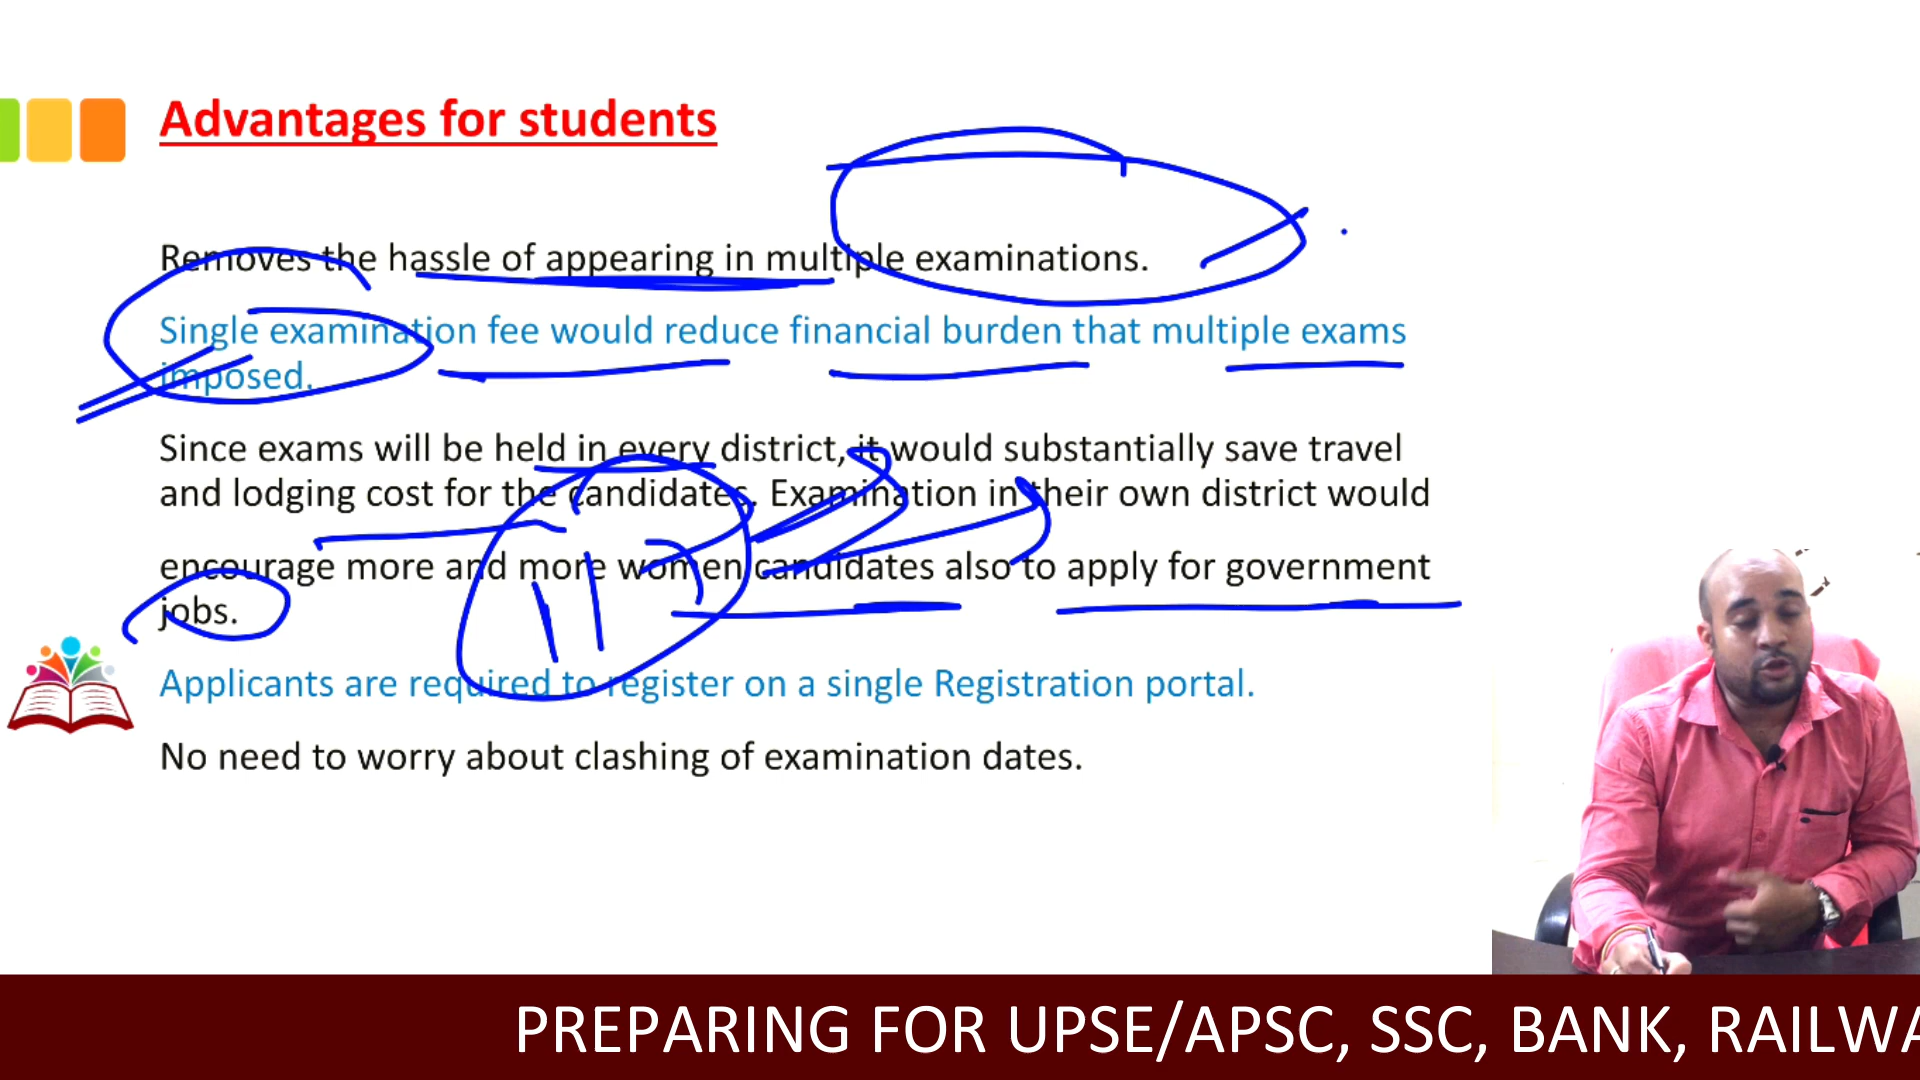 Advantages for students
Removes the hassle of appearing in multiple examinations.
Single examination fee would reduce financial burden that multiple exams
imposed.
Since exams will be held in every district, it would substantially save travel
and lodging cost for the candidates. Examination in their own district would
encourage more and more women candidates also to apply for government
jobs.
Applicants are required to register on a single Registration portal.
No need to worry about clashing of examination dates.
PREPARING FOR UPSE/APSC, SSC, BANK, RAILWA